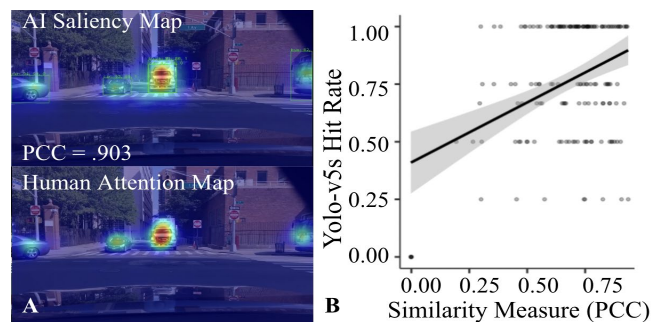 AI Saliency Map
PCC = .903
Human Attention Map
A
B
Yolo-v5s Hit Rate
1.00
0.75
0.50
0.25
0.00
0.00
0.25
0.50
0.75
Similarity Measure (PCC)